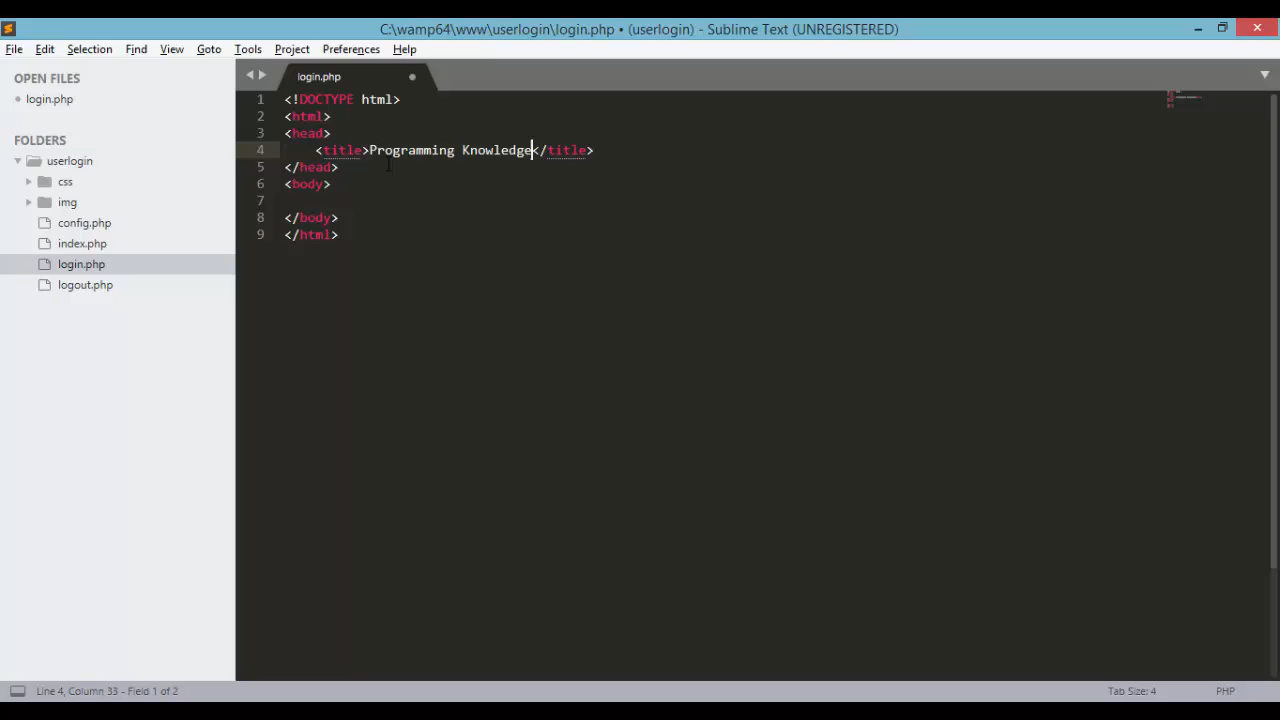 C:\wamp64\www\userlogin\login.php • (userlogin) - Sublime Text (UNREGISTERED)
File Edit Selection Find View Goto Tools Project Preferences Help
OPEN FILES
login.php
FOLDERS
userlogin
css
img
config.php
index.php
login.php
logout.php
login.php
1 <!DOCTYPE html>
2 <html>
3 <head>
4 <title>Programming Knowledge</title>
5 </head>
6 <body>
7
8 </body>
9 </html>
Line 4, Column 33 - Field 1 of 2
Tab Size: 4
PHP